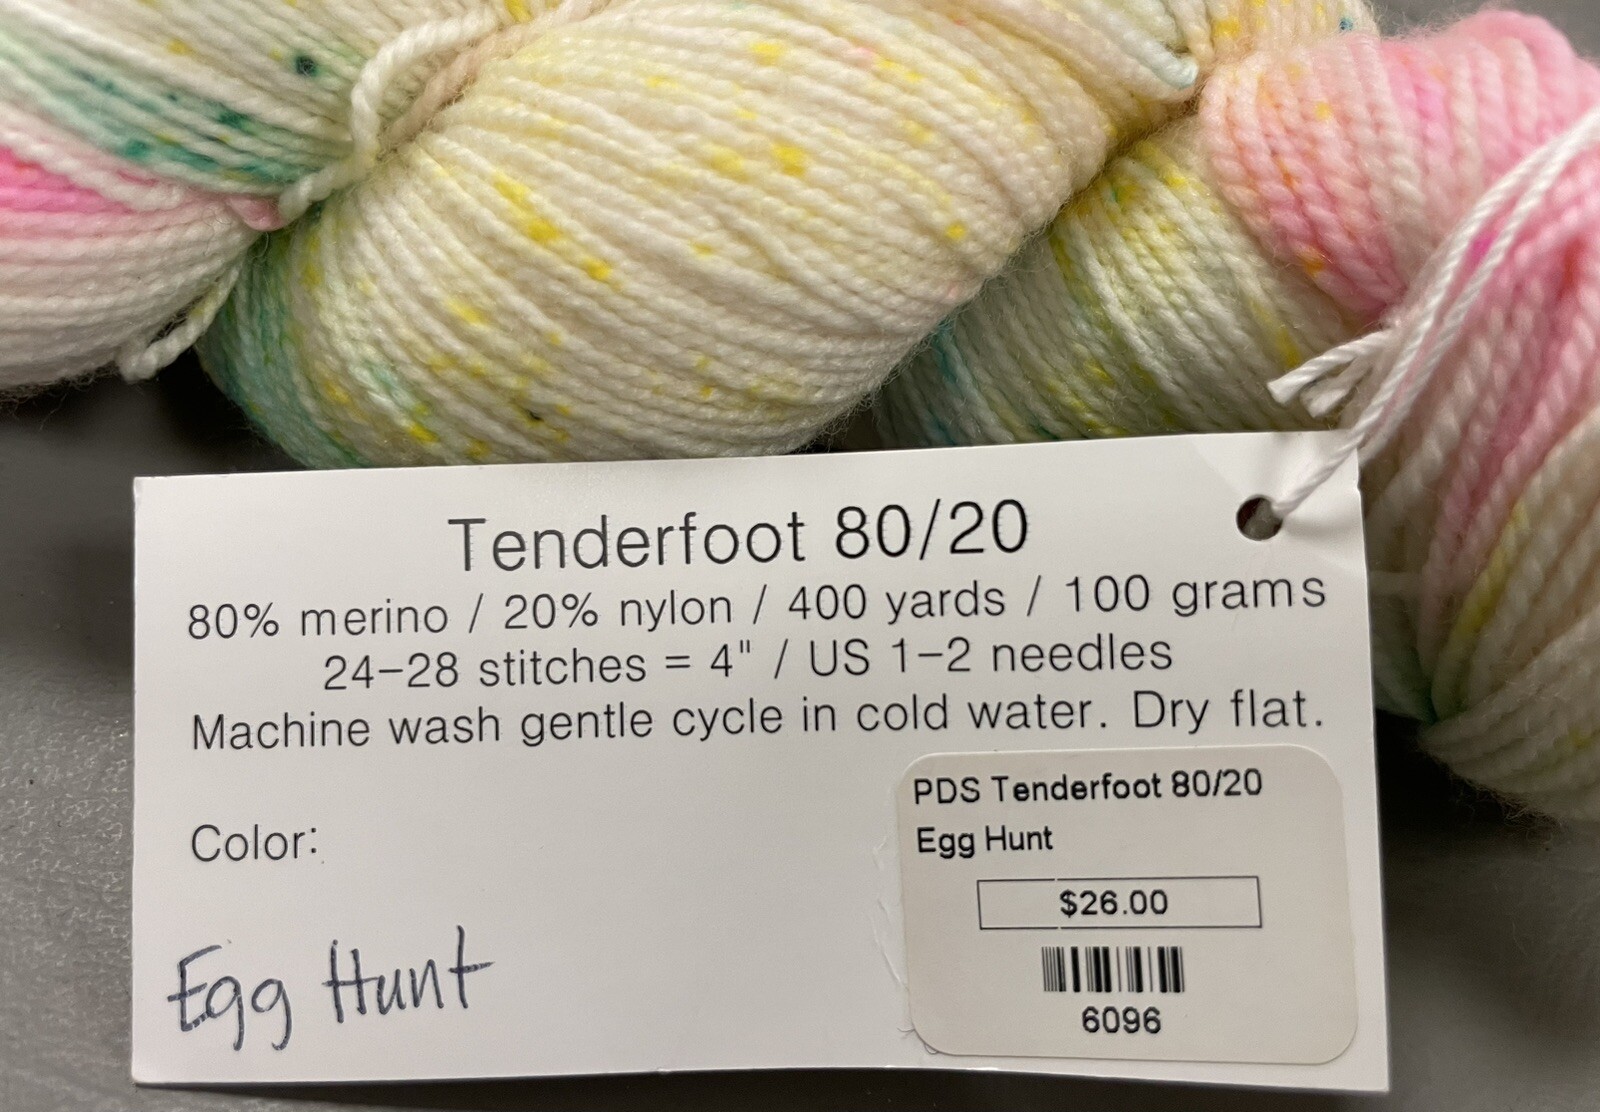 Tenderfoot 80/20
80% merino / 20% nylon / 400 yards / 100 grams
24-28 stitches = 4" / US 1-2 needles
Machine wash gentle cycle in cold water. Dry flat.
Color:
Egg Hunt
PDS Tenderfoot 80/20
Egg Hunt
$26.00
6096